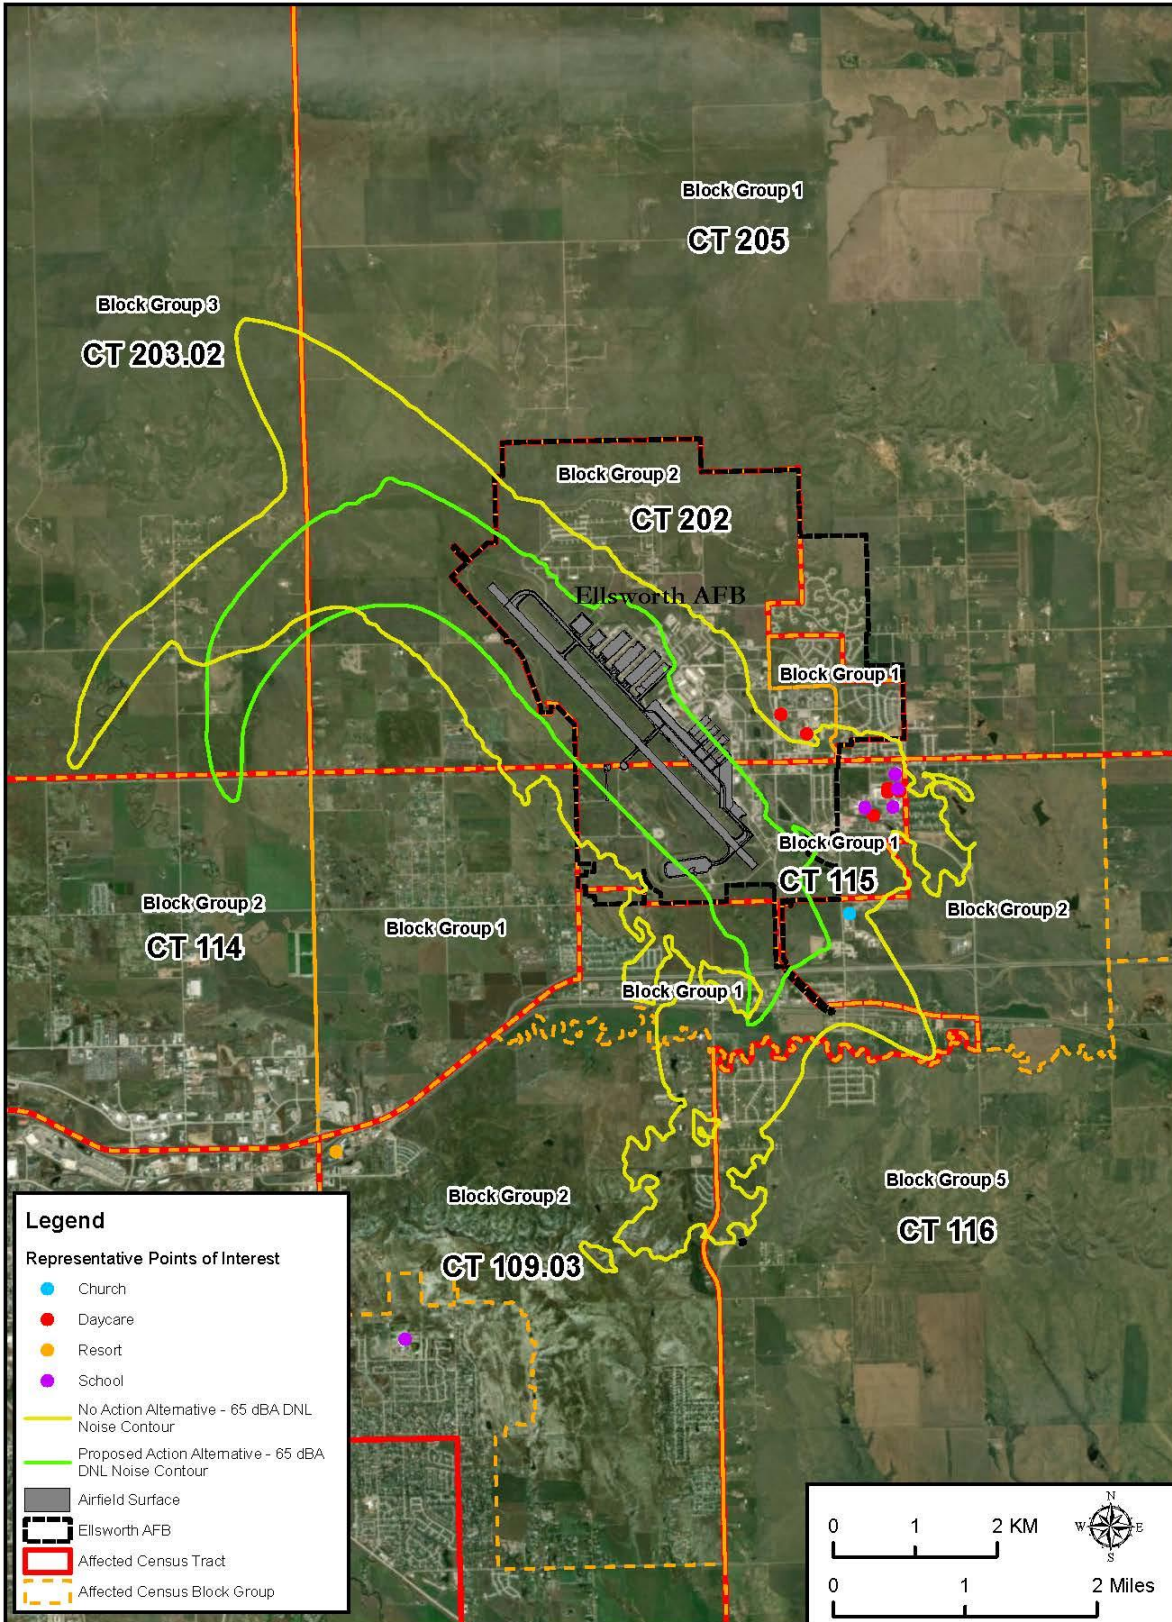 Block Group 1
CT 205
Block Group 3
CT 203.02
Block Group 2
CT 202
Ellsworth AFB
Block Group 1
Block Group 1
CT 115
Block Group 2
CT 114
Block Group 1
Block Group 2
Block Group 1
Block Group 2
CT 109.03
Block Group 5
CT 116
Legend
Representative Points of Interest
Church
Daycare
Resort
School
No Action Alternative - 65 dBA DNL
Noise Contour
Proposed Action Alternative - 65 dBA
DNL Noise Contour
Airfield Surface
Ellsworth AFB
Affected Census Tract
Affected Census Block Group
0 1 2 KM
0 1 2 Miles
N
W E
S